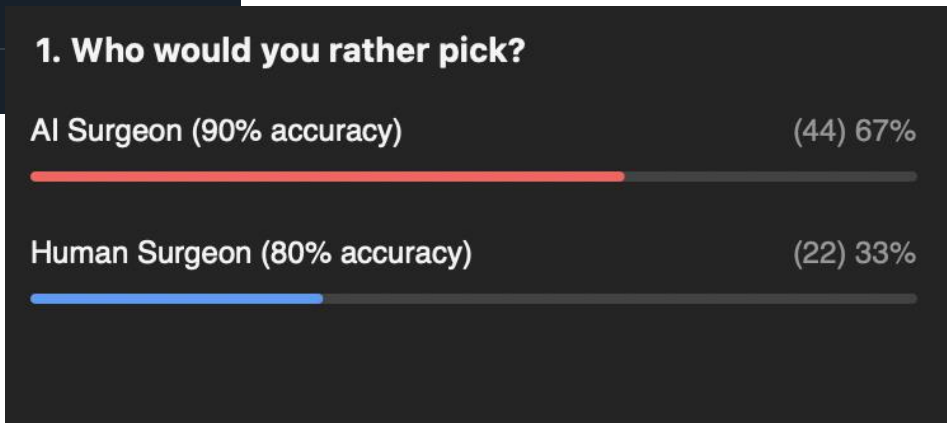 1. Who would you rather pick?
AI Surgeon (90% accuracy) (44) 67%
Human Surgeon (80% accuracy) (22) 33%